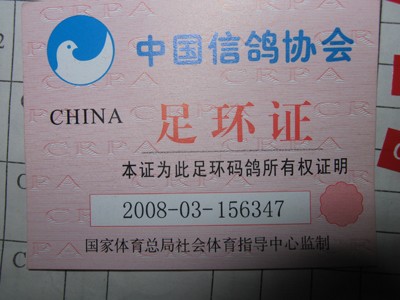 中国信鸽协会
CHINA
足环证
本证为此足环码鸽所有权证明
2008-03-156347
国家体育总局社会体育指导中心监制